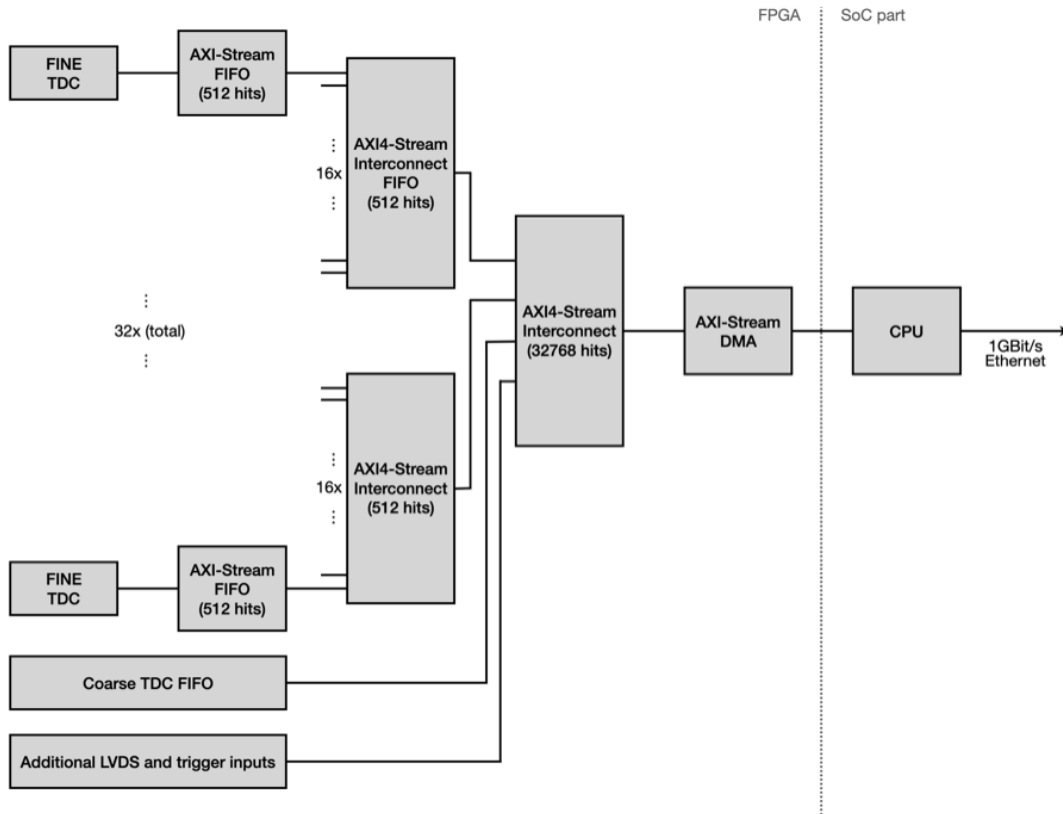 FPGA
SoC part
FINE
TDC
AXI-Stream
FIFO
(512 hits)
⋮
16x
⋮
AXI4-Stream
Interconnect
FIFO
(512 hits)
⋮
32x (total)
⋮
AXI4-Stream
Interconnect
(32768 hits)
AXI-Stream
DMA
CPU
1GBit/s
Ethernet
⋮
16x
⋮
AXI4-Stream
Interconnect
(512 hits)
FINE
TDC
AXI-Stream
FIFO
(512 hits)
Coarse TDC FIFO
Additional LVDS and trigger inputs